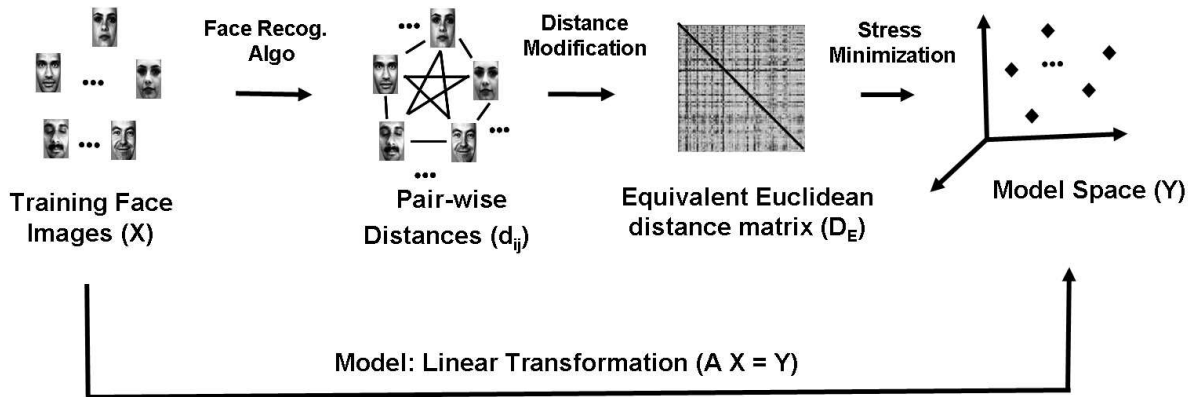 Face Recog.
Algo
Distance
Modification
Stress
Minimization
Training Face
Images (X)
Pair-wise
Distances (dij)
Equivalent Euclidean
distance matrix (DE)
Model Space (Y)
Model: Linear Transformation (A X = Y)